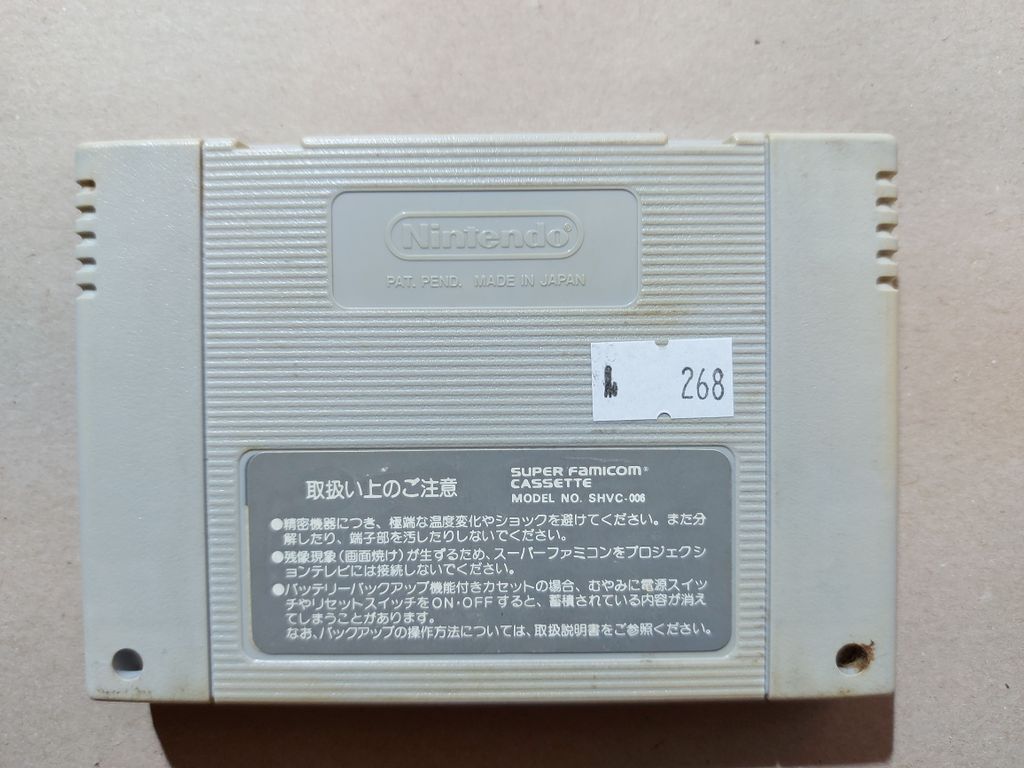 Nintendo®
PAT. PEND. MADE IN JAPAN
268
取扱い上のご注意
SUPER FAMICOM®
CASSETTE
MODEL NO. SHVC-006
●精密機器につき、極端な温度変化やショックを避けてください。また分
解したり、端子部を汚したりしないでください。
●残像現象(画面焼け)が生ずるため、スーパーファミコンをプロジェクシ
ョンテレビには接続しないでください。
●バッテリーバックアップ機能付きカセットの場合、むやみに電源スイッ
チやリセットスイッチをON・OFFすると、蓄積されている内容が消え
てしまうことがあります。
なお、バックアップの操作方法については、取扱説明書をご参照ください。